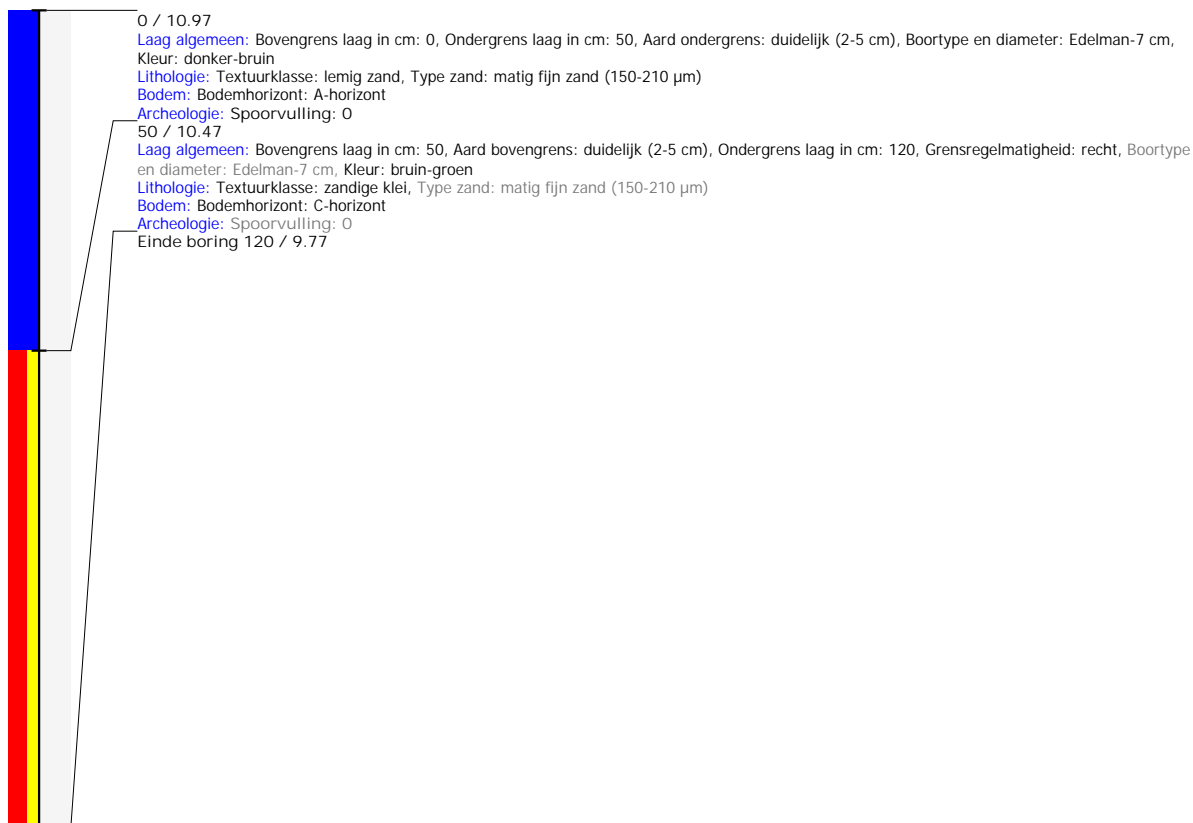 0 / 10.97
Laag algemeen: Bovengrens laag in cm: 0, Ondergrens laag in cm: 50, Aard ondergrens: duidelijk (2-5 cm), Boortype en diameter: Edelman-7 cm,
Kleur: donker-bruin
Lithologie: Textuurklasse: lemig zand, Type zand: matig fijn zand (150-210 µm)
Bodem: Bodemhorizont: A-horizont
Archeologie: Spoorvulling: 0
50 / 10.47
Laag algemeen: Bovengrens laag in cm: 50, Aard bovengrens: duidelijk (2-5 cm), Ondergrens laag in cm: 120, Grensregelmatigheid: recht, Boortype
en diameter: Edelman-7 cm, Kleur: bruin-groen
Lithologie: Textuurklasse: zandige klei, Type zand: matig fijn zand (150-210 µm)
Bodem: Bodemhorizont: C-horizont
Archeologie: Spoorvulling: 0
Einde boring 120 / 9.77